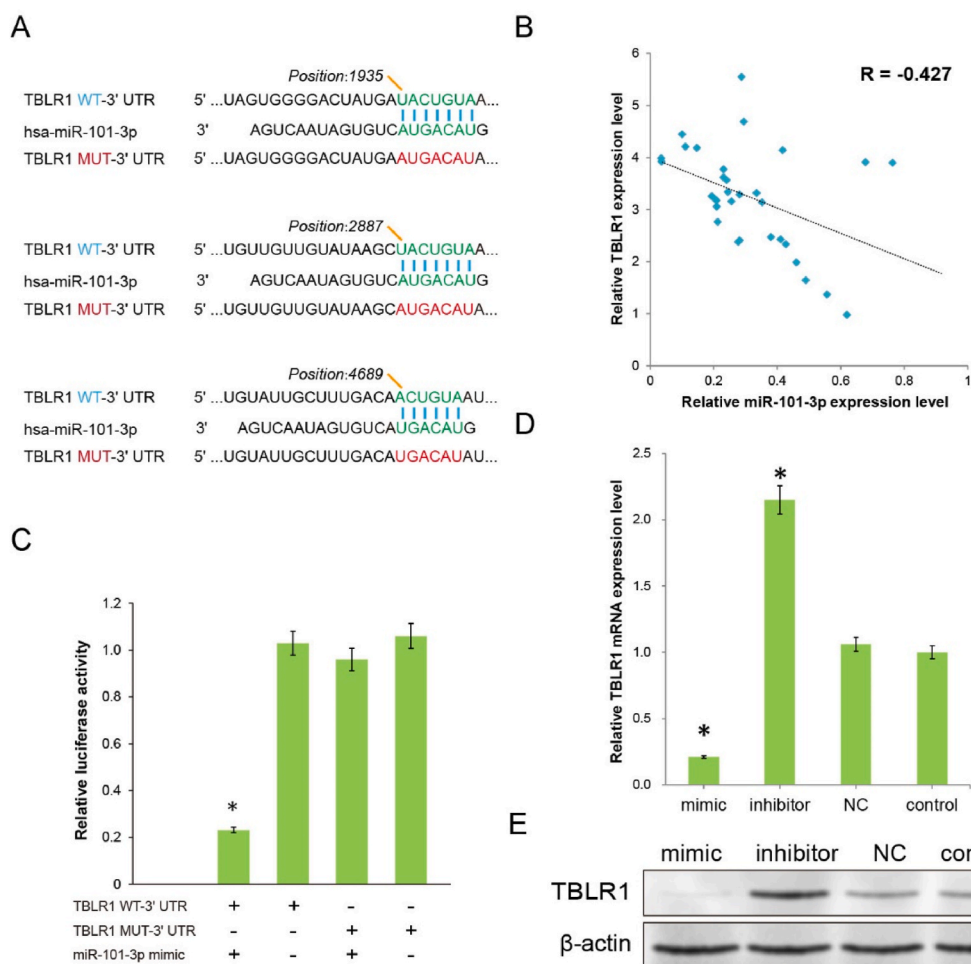 A
Position:1935
TBLR1 WT-3' UTR 5' ...UAGUGGGGACUAUGAUACUGUAA...
hsa-miR-101-3p 3' AGUCAAUAGUGUCAUGACAUG
TBLR1 MUT-3' UTR 5' ...UAGUGGGGACUAUGAAUGACAUA...
Position:2887
TBLR1 WT-3' UTR 5' ...UGUUGUUGUAUAAGCUACUGUAA...
hsa-miR-101-3p 3' AGUCAAUAGUGUCAUGACAUG
TBLR1 MUT-3' UTR 5' ...UGUUGUUGUAUAAGCAUGACAUA...
Position:4689
TBLR1 WT-3' UTR 5' ...UGUAUUGCUUUGACAACUGUAAU...
hsa-miR-101-3p 3' AGUCAAUAGUGUCAUGACAUG
TBLR1 MUT-3' UTR 5' ...UGUAUUGCUUUGACAUGACAUAU...
B
R = -0.427
Relative TBLR1 expression level
6
5
4
3
2
1
0
0 0.2 0.4 0.6 0.8 1
Relative miR-101-3p expression level
C
Relative luciferase activity
1.2
1.0
0.8
0.6
0.4
0.2
0
*
TBLR1 WT-3' UTR + + - -
TBLR1 MUT-3' UTR - - + +
miR-101-3p mimic + - + -
D
Relative TBLR1 mRNA expression level
2.5
2.0
1.5
1.0
0.5
0.0
*
*
mimic inhibitor NC control
E
mimic inhibitor NC con
TBLR1
β-actin